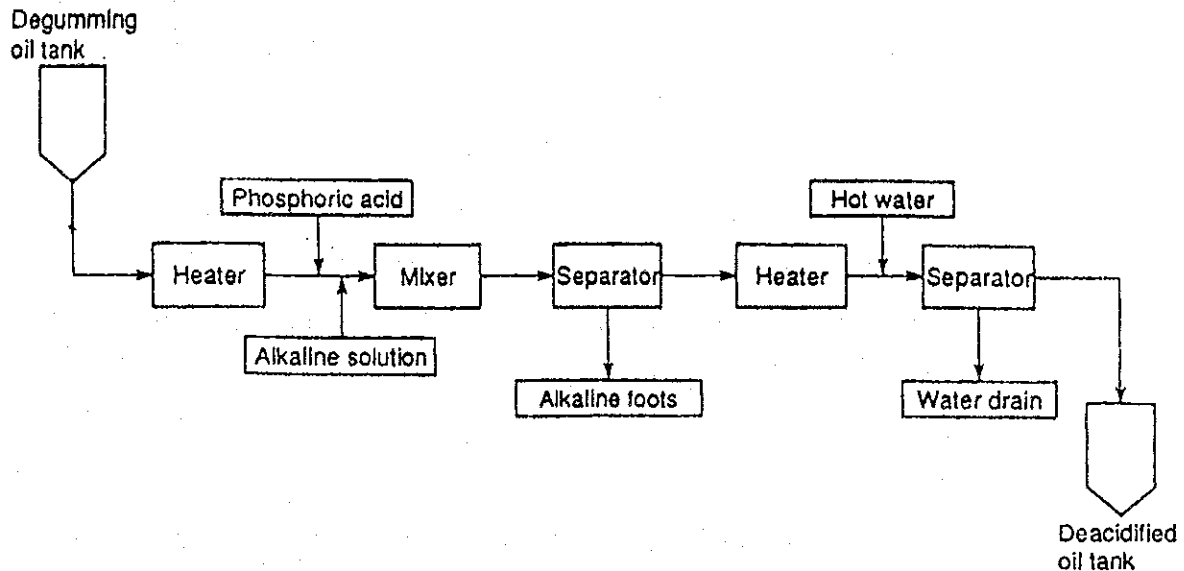 Degumming
oil tank
Phosphoric acid
Hot water
Heater
Mixer
Separator
Heater
Separator
Alkaline solution
Alkaline foots
Water drain
Deacidified
oil tank